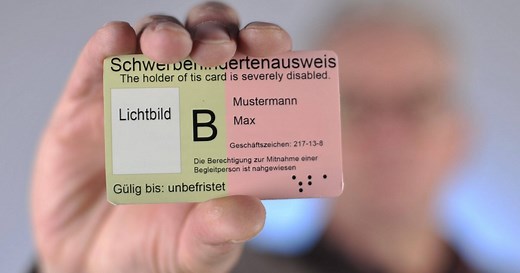 Schwerbehindertenausweis
The holder of tis card is severely disabled.
Lichtbild
B
Mustermann
Max
Geschäftszeichen: 217-13-8
Die Berechtigung zur Mitnahme einer
Begleitperson ist nahgewiesen
Gülig bis: unbefristet